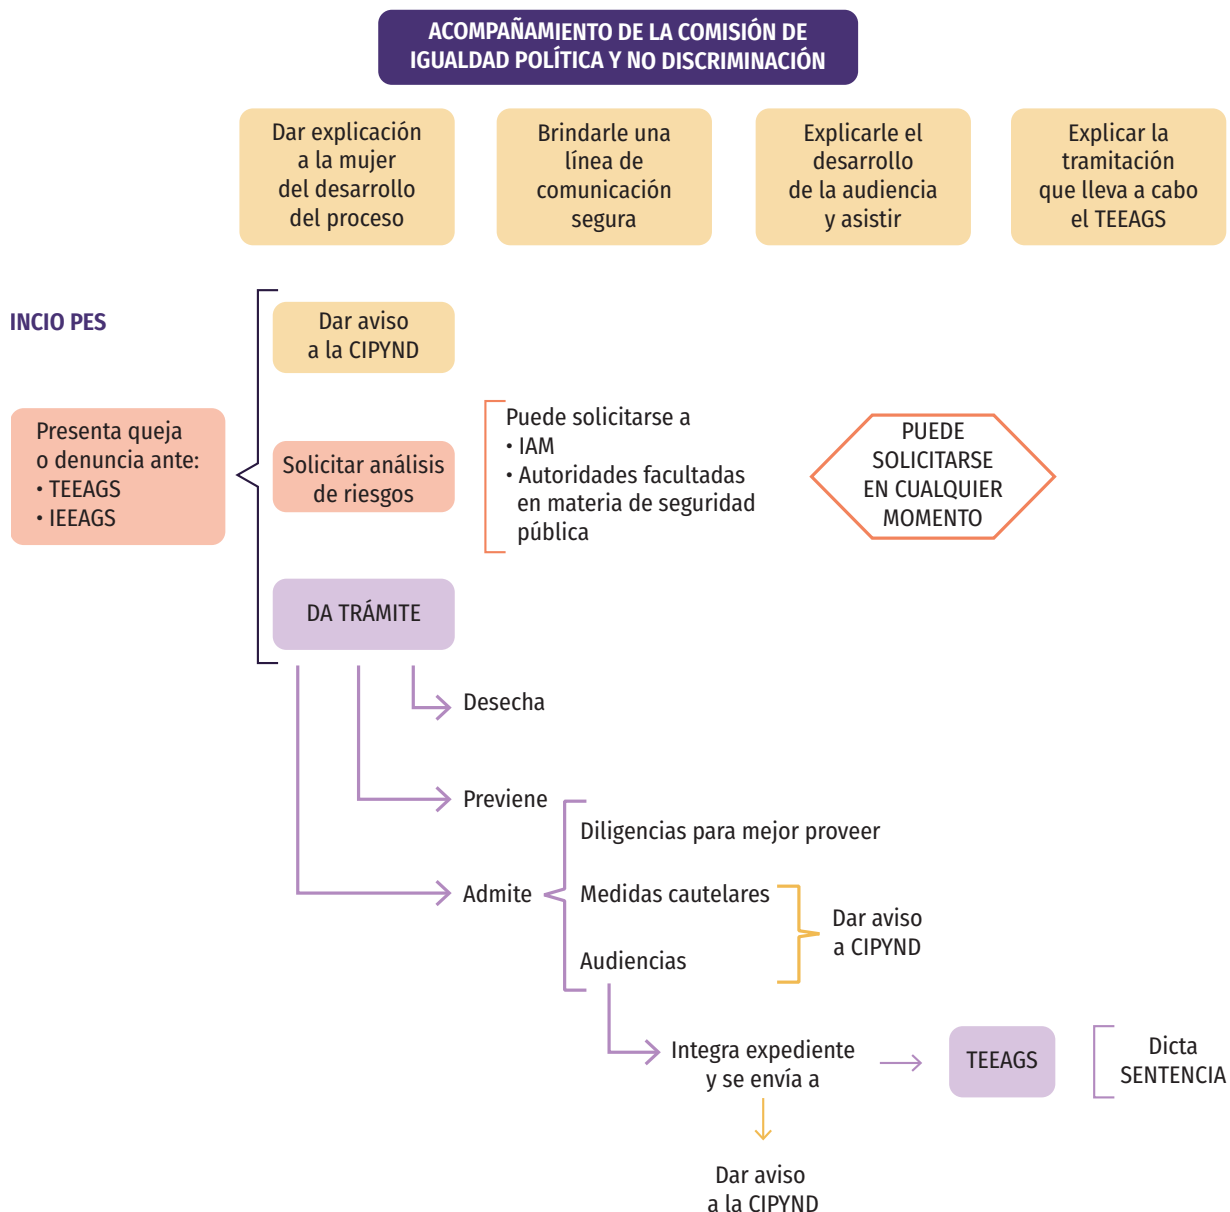 ACOMPAÑAMIENTO DE LA COMISIÓN DE
IGUALDAD POLÍTICA Y NO DISCRIMINACIÓN
Dar explicación
a la mujer
del desarrollo
del proceso
Brindarle una
línea de
comunicación
segura
Explicarle el
desarrollo
de la audiencia
y asistir
Explicar la
tramitación
que lleva a cabo
el TEEAGS
INCIO PES
Presenta queja
o denuncia ante:
• TEEAGS
• IEEAGS
Dar aviso
a la CIPYND
Solicitar análisis
de riesgos
Puede solicitarse a
• IAM
• Autoridades facultadas
en materia de seguridad
pública
PUEDE
SOLICITARSE
EN CUALQUIER
MOMENTO
DA TRÁMITE
Desecha
Previene
Admite
Diligencias para mejor proveer
Medidas cautelares
Audiencias
Dar aviso
a CIPYND
Integra expediente
y se envía a
TEEAGS
Dicta
SENTENCIA
Dar aviso
a la CIPYND